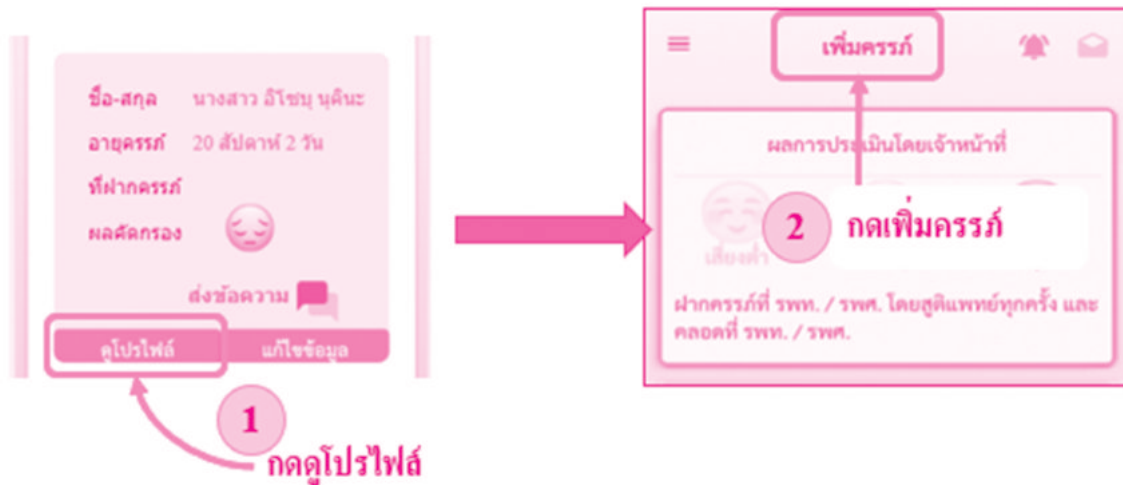 ชื่อ-สกุล นางสาว อิโซบุ นุคินะ
อายุครรภ์ 20 สัปดาห์ 2 วัน
ที่ฝากครรภ์
ผลคัดกรอง
ส่งข้อความ
ดูโปรไฟล์ แก้ไขข้อมูล
1
กดดูโปรไฟล์
เพิ่มครรภ์
ผลการประเมินโดยเจ้าหน้าที่
2 กดเพิ่มครรภ์
เสี่ยงต่ำ
ฝากครรภ์ที่ รพท. / รพศ. โดยสูติแพทย์ทุกครั้ง และ
คลอดที่ รพท. / รพศ.